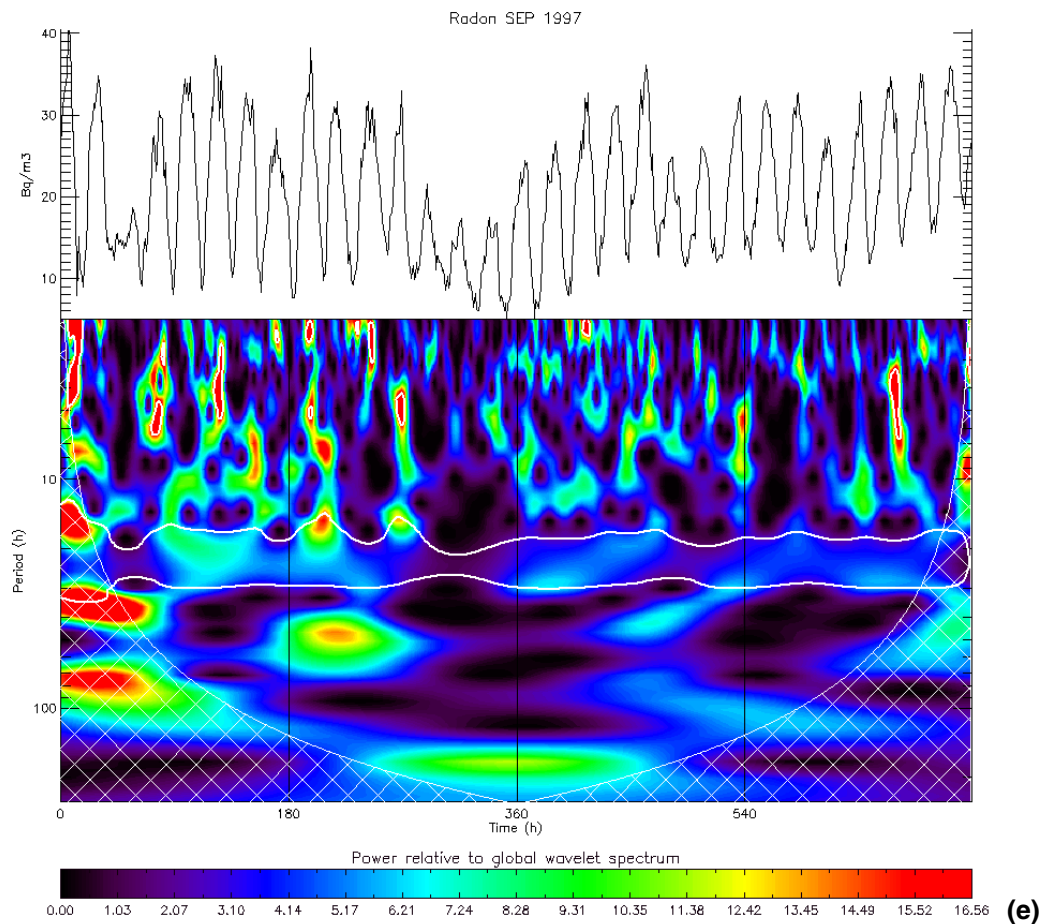 Radon SEP 1997
40
30
20
10
Bq/m3
10
100
Period (h)
0 180 360 540
Time (h)
Power relative to global wavelet spectrum
0.00 1.03 2.07 3.10 4.14 5.17 6.21 7.24 8.28 9.31 10.35 11.38 12.42 13.45 14.49 15.52 16.56
(e)